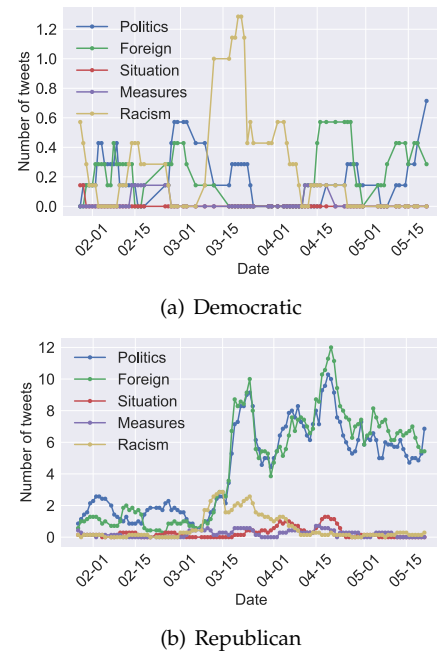 1.2
1.0
0.8
0.6
0.4
0.2
0.0
Number of tweets
Politics
Foreign
Situation
Measures
Racism
02-01
02-15
03-01
03-15
04-01
04-15
05-01
05-15
Date
(a) Democratic
12
10
8
6
4
2
0
Number of tweets
Politics
Foreign
Situation
Measures
Racism
02-01
02-15
03-01
03-15
04-01
04-15
05-01
05-15
Date
(b) Republican